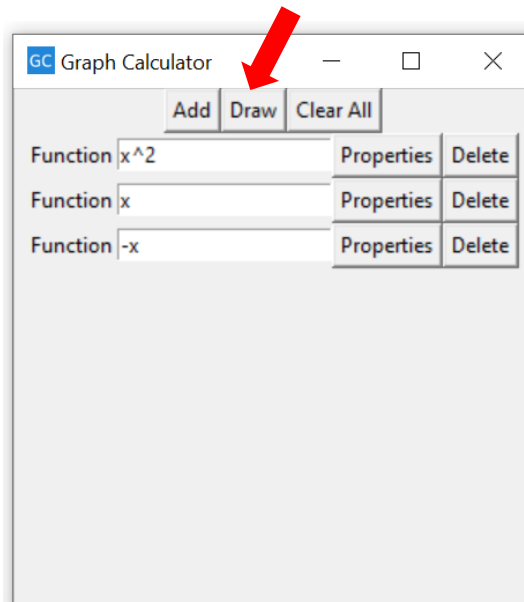 GC Graph Calculator
Add Draw Clear All
Function x^2 Properties Delete
Function x Properties Delete
Function -x Properties Delete